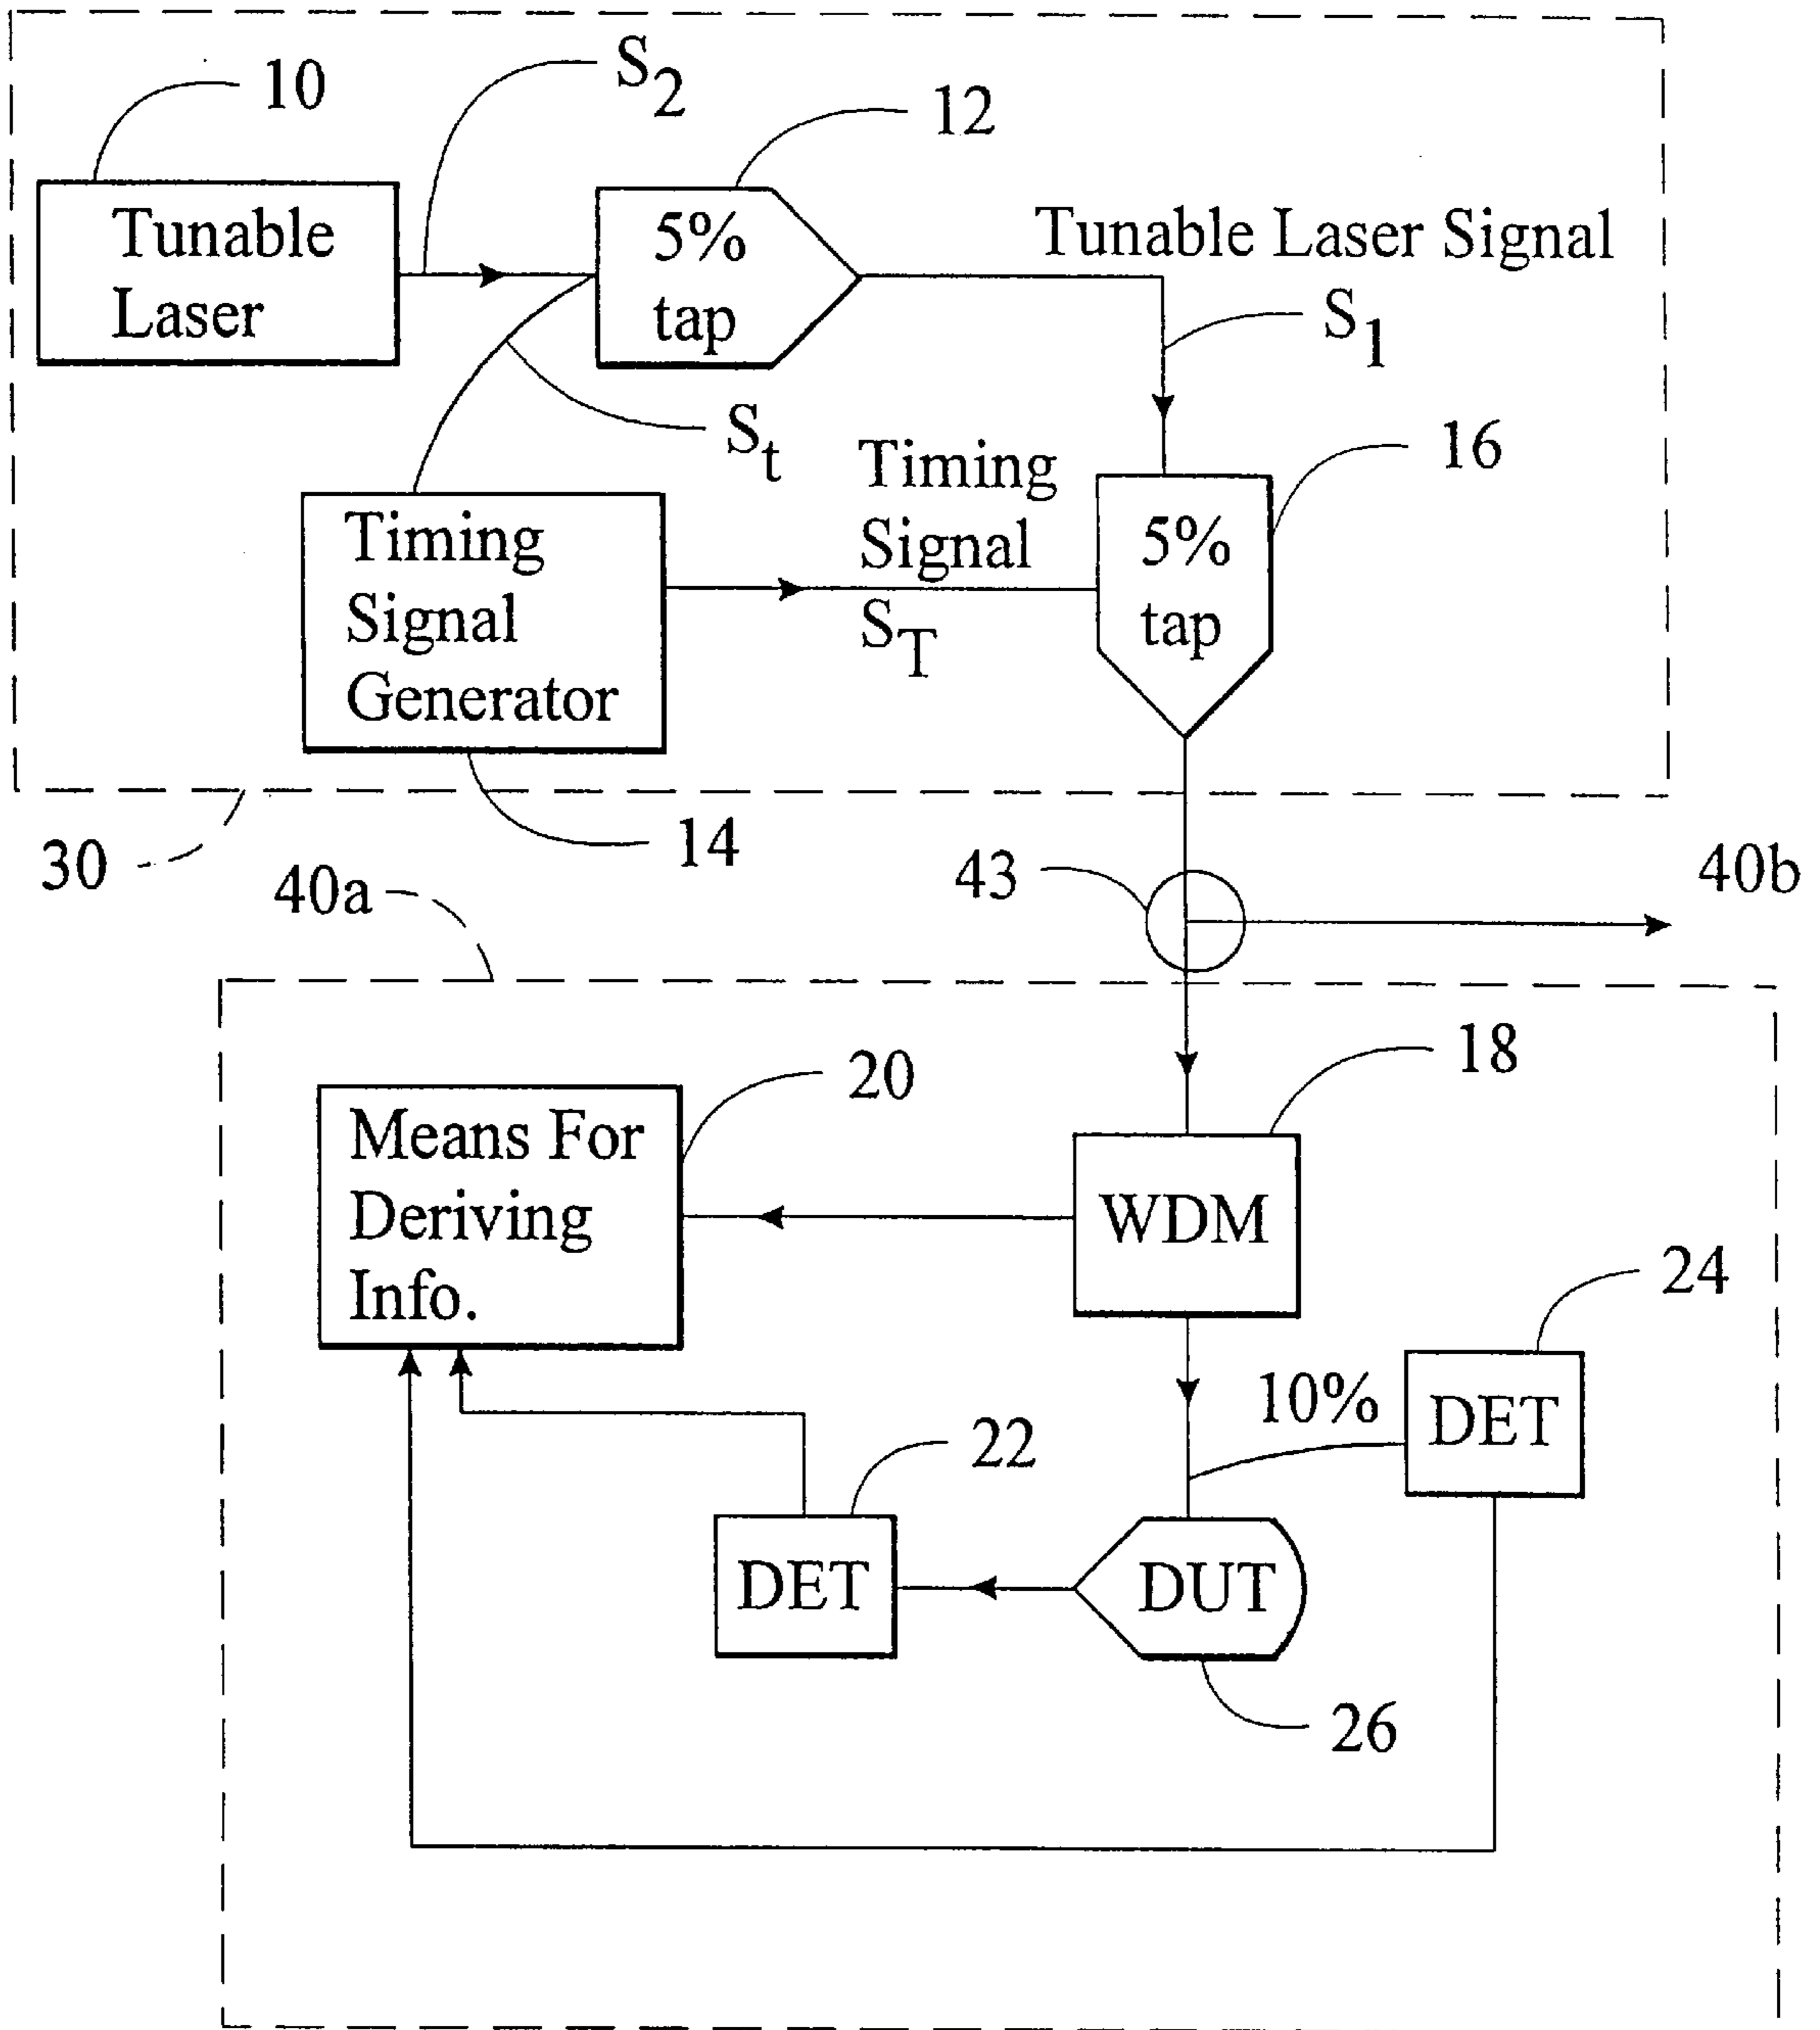 10
S2
12
Tunable
Laser
5%
tap
Tunable Laser Signal
S1
St
16
Timing
Signal
Generator
Timing
Signal
ST
5%
tap
30
14
40a
43
40b
18
20
Means For
Deriving
Info.
WDM
24
10%
DET
22
DET
DUT
26